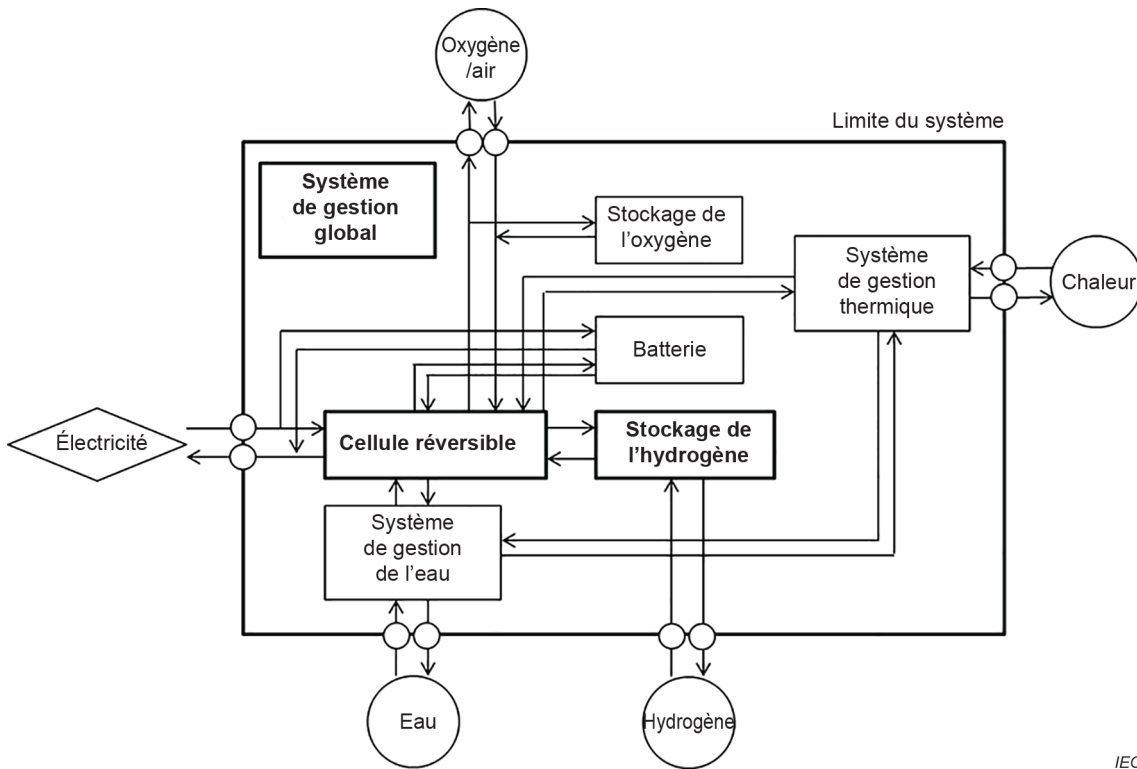 Oxygène
/air
Limite du système
Système
de gestion
global
Stockage de
l’oxygène
Système
de gestion
thermique
Chaleur
Batterie
Électricité
Cellule réversible
Stockage de
l’hydrogène
Système
de gestion
de l’eau
Eau
Hydrogène
IEC